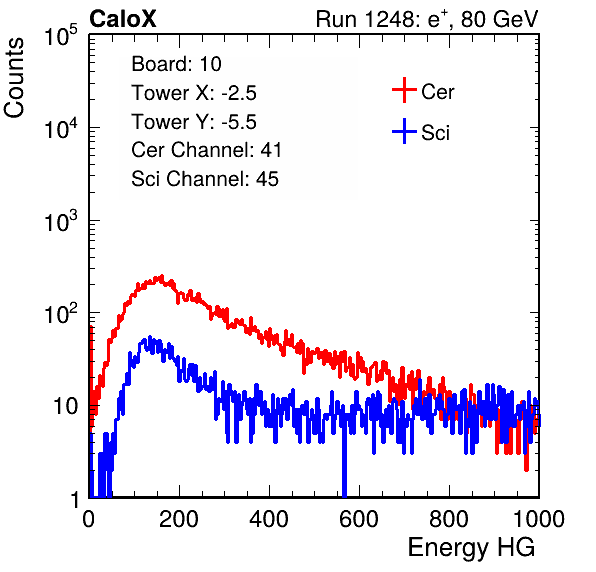 CaloX Run 1248: e⁺, 80 GeV
Counts
10⁵
10⁴
10³
10²
10
1
Board: 10
Tower X: -2.5
Tower Y: -5.5
Cer Channel: 41
Sci Channel: 45
Cer
Sci
0 200 400 600 800 1000
Energy HG